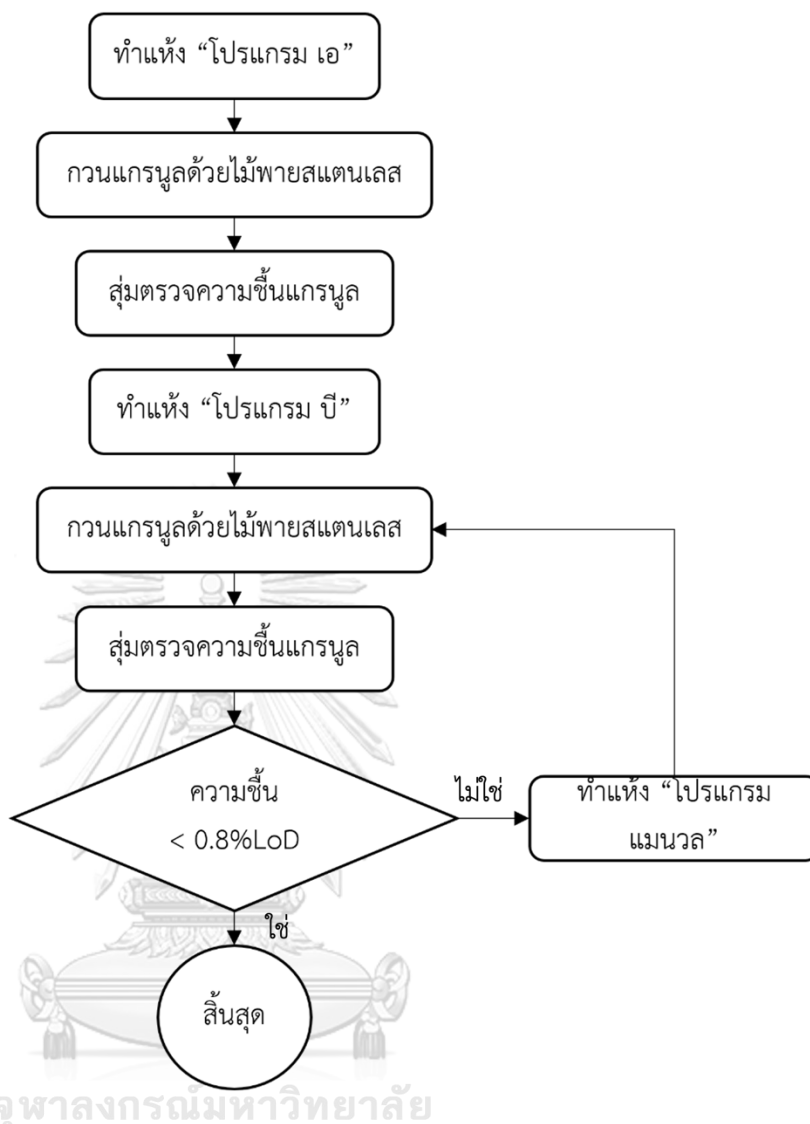 ทำแห้ง “โปรแกรม เอ”
กวนแกรนูลด้วยไม้พายสแตนเลส
สุ่มตรวจความชื้นแกรนูล
ทำแห้ง “โปรแกรม บี”
กวนแกรนูลด้วยไม้พายสแตนเลส
สุ่มตรวจความชื้นแกรนูล
ความชื้น
< 0.8%LoD
ไม่ใช่
ทำแห้ง “โปรแกรม
แมนวล”
ใช่
สิ้นสุด
จุฬาลงกรณ์มหาวิทยาลัย